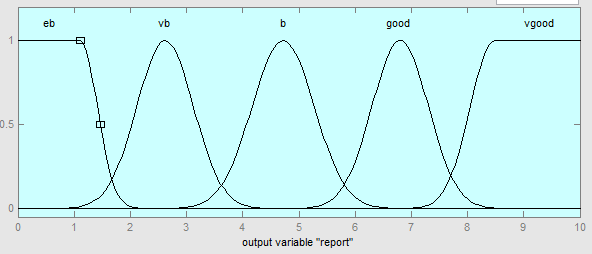 eb vb b good vgood
1
0.5
0
0 1 2 3 4 5 6 7 8 9 10
output variable "report"